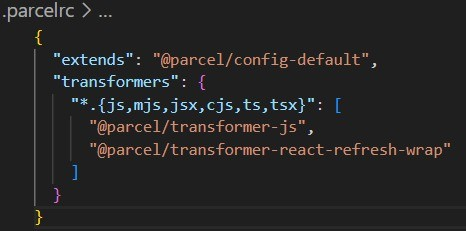 .parcelrc > ...
{
  "extends": "@parcel/config-default",
  "transformers": {
    "*.{js,mjs,jsx,cjs,ts,tsx}": [
      "@parcel/transformer-js",
      "@parcel/transformer-react-refresh-wrap"
    ]
  }
}